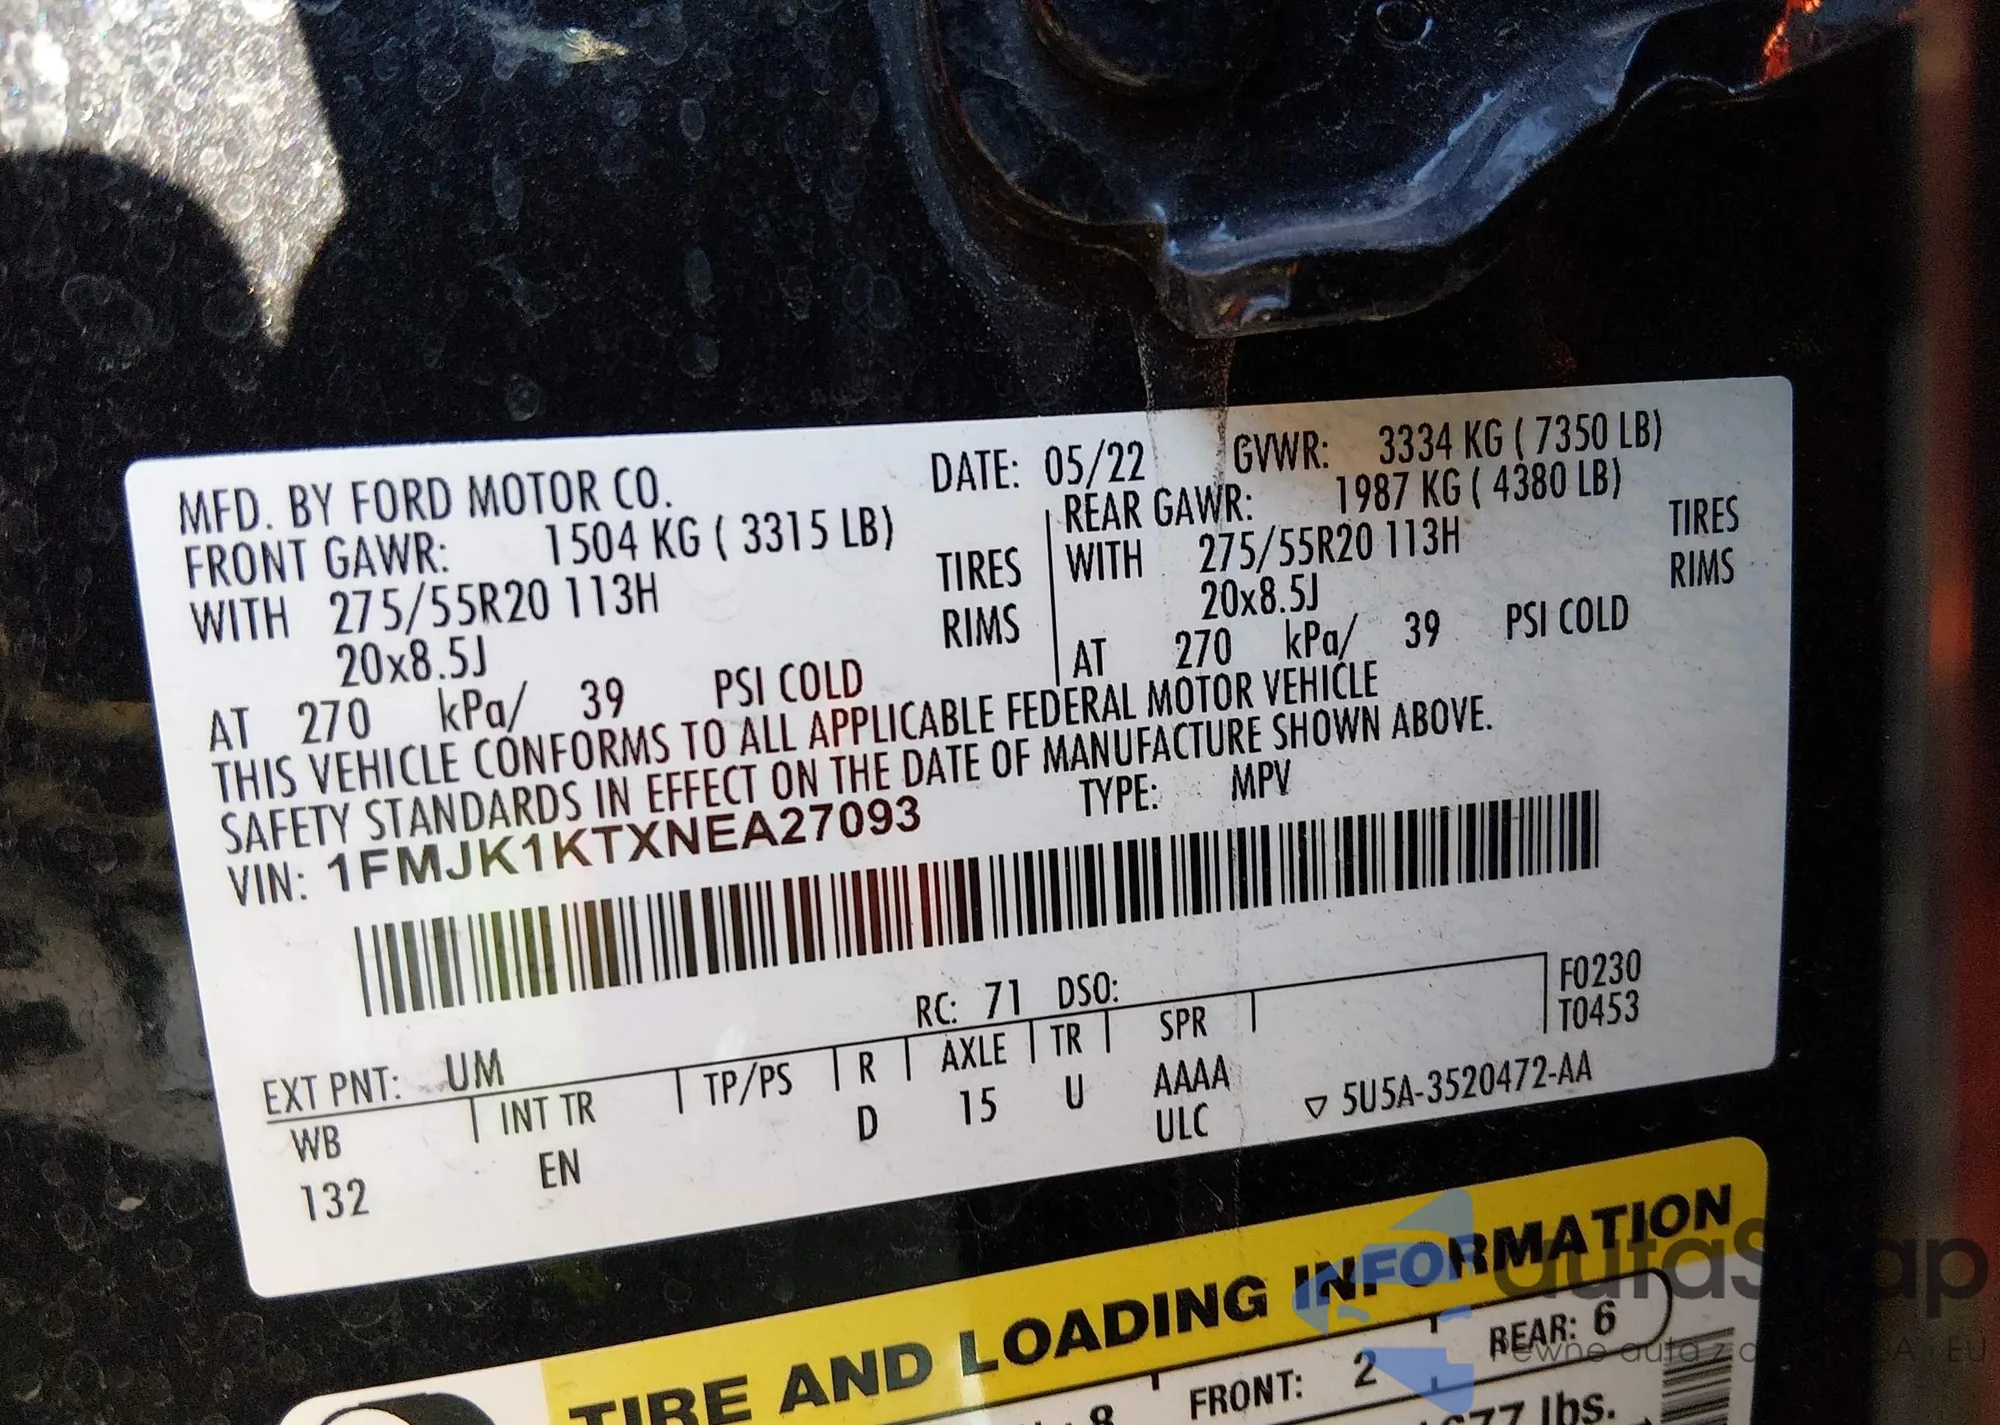 MFD. BY FORD MOTOR CO. DATE: 05/22 GVWR: 3334 KG ( 7350 LB)
FRONT GAWR: 1504 KG ( 3315 LB) REAR GAWR: 1987 KG ( 4380 LB)
WITH 275/55R20 113H TIRES WITH 275/55R20 113H TIRES
20x8.5J RIMS 20x8.5J RIMS
AT 270 kPa/ 39 PSI COLD AT 270 kPa/ 39 PSI COLD
THIS VEHICLE CONFORMS TO ALL APPLICABLE FEDERAL MOTOR VEHICLE
SAFETY STANDARDS IN EFFECT ON THE DATE OF MANUFACTURE SHOWN ABOVE.
VIN: 1FMJK1KTXNEA27093 TYPE: MPV
EXT PNT: UM RC: 71 DSO: F0230
WB INT TR TP/PS R AXLE TR SPR T0453
132 EN D 15 U AAAA
ULC ▽ 5U5A-3520472-AA
TIRE AND LOADING INFORMATION
8 FRONT: 2 REAR: 6
lbs.
autaSnap